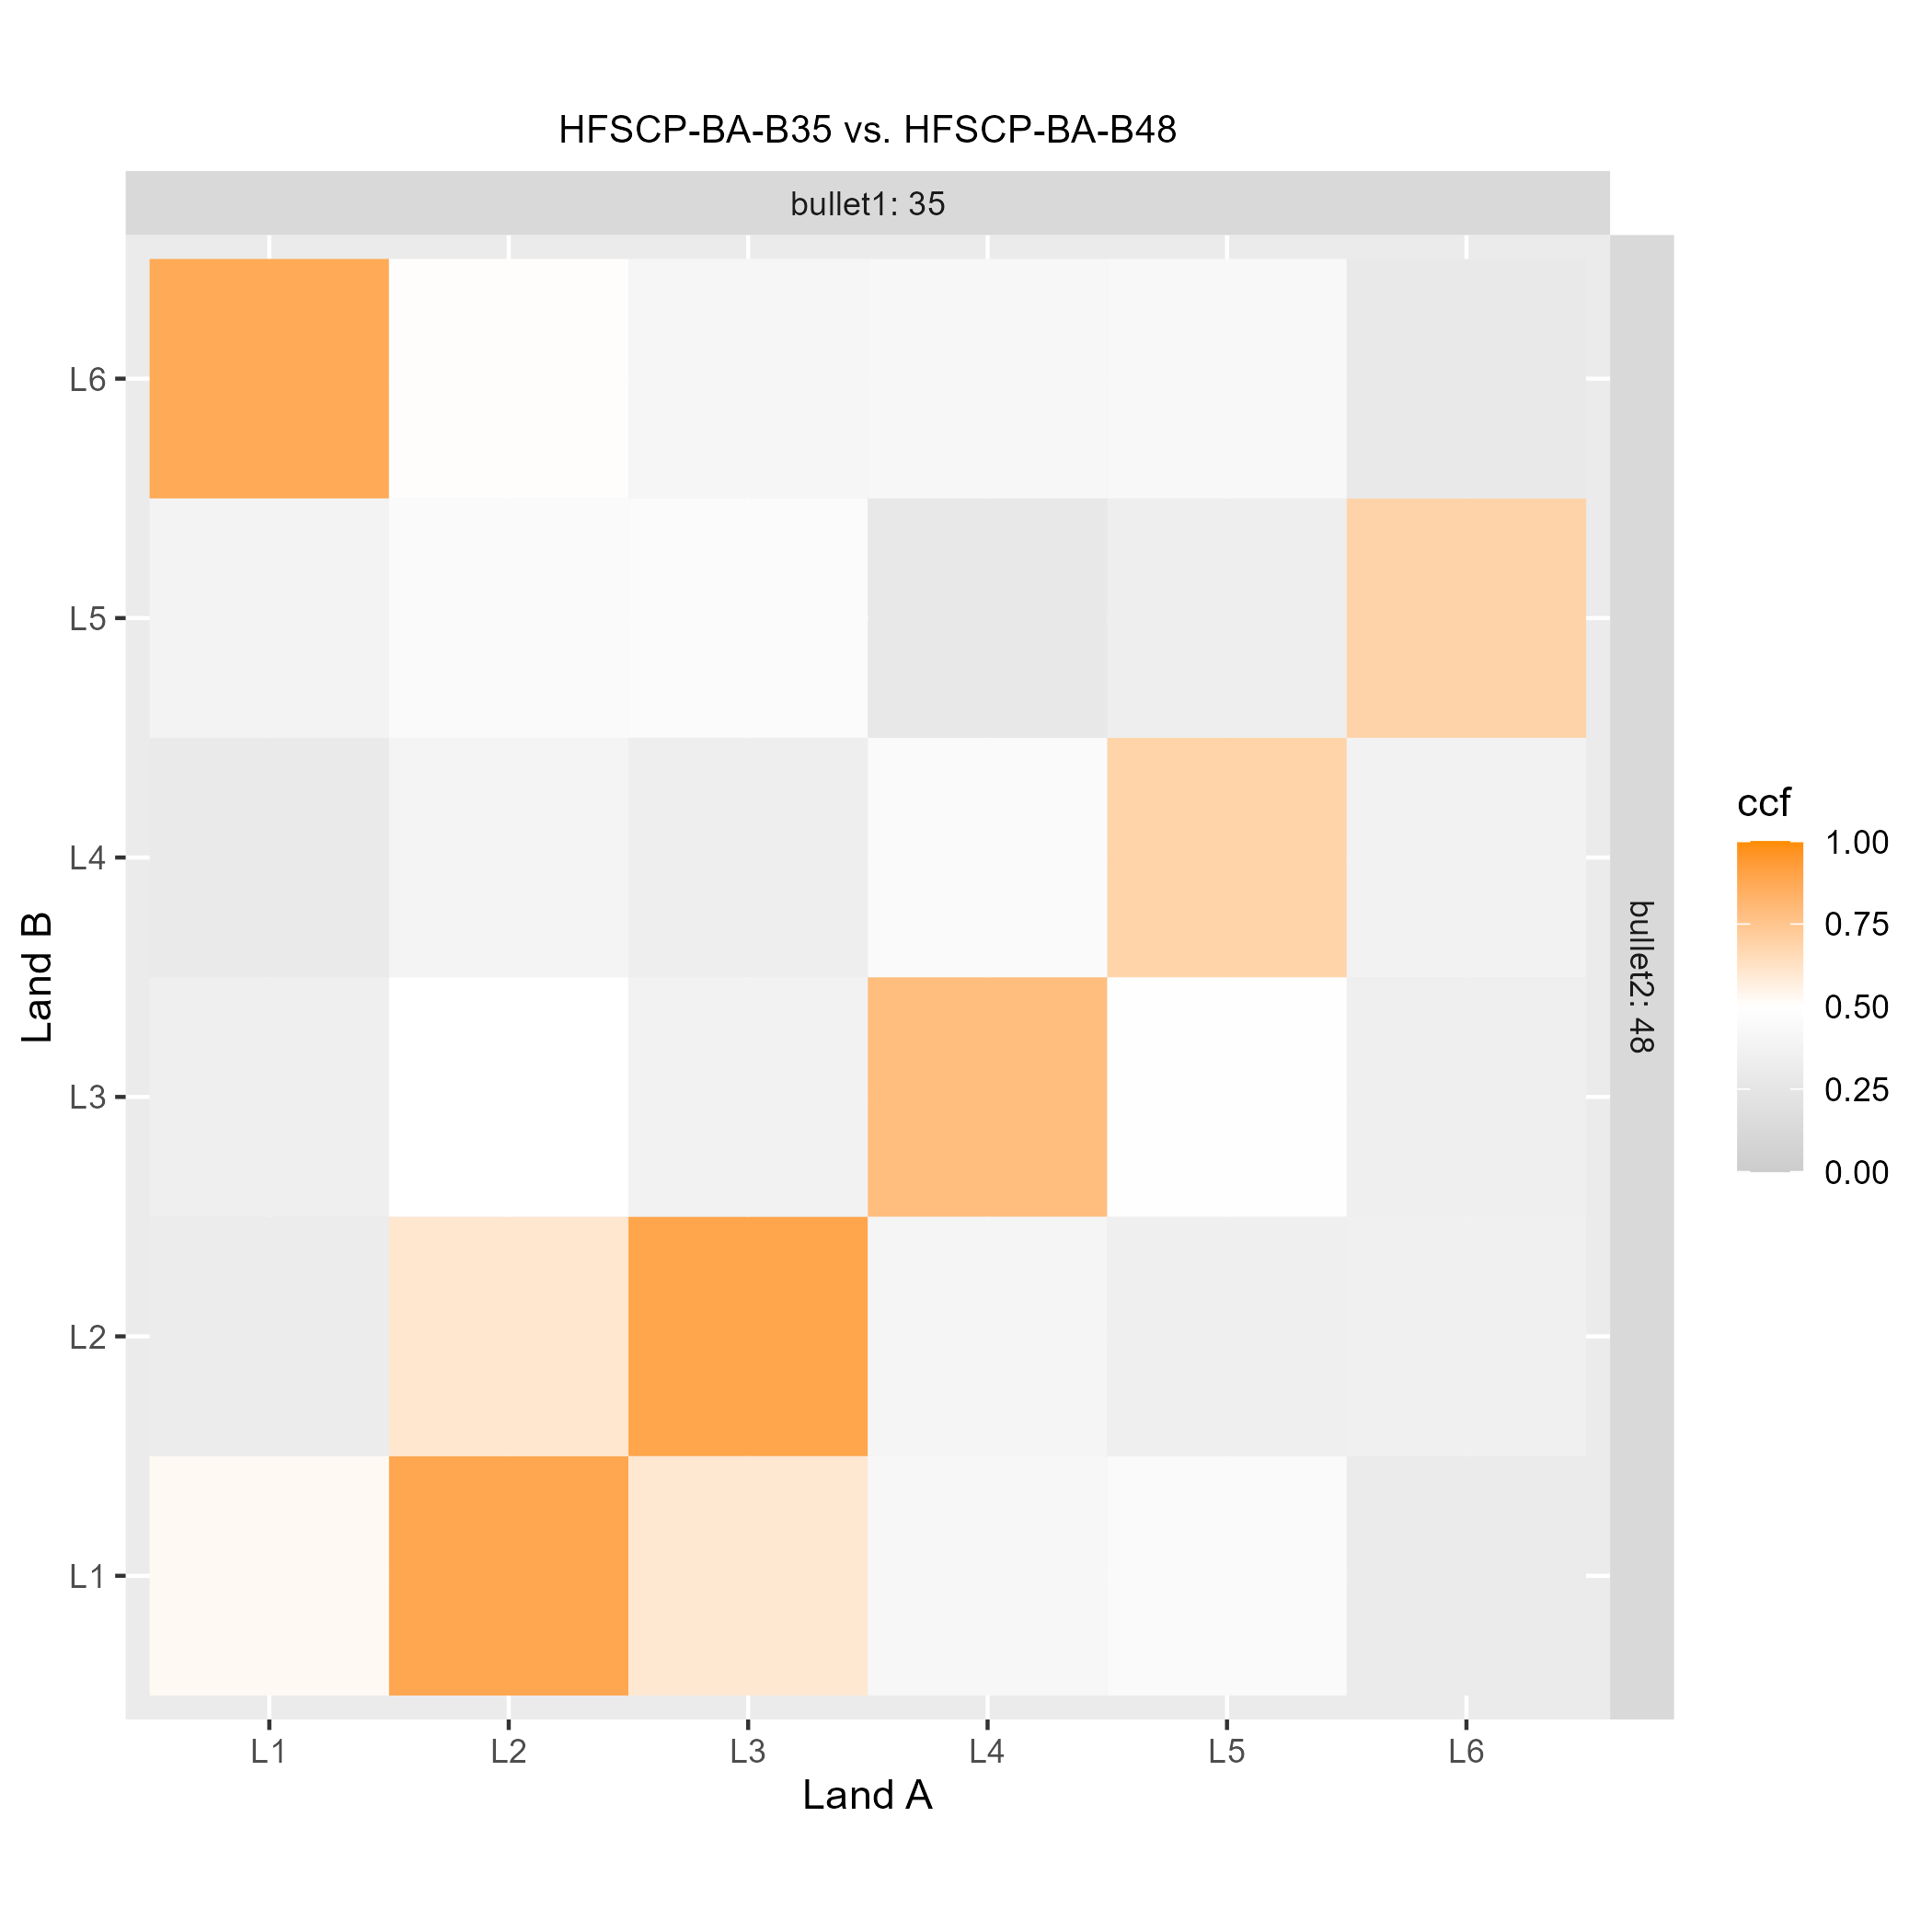 HFSCP-BA-B35 vs. HFSCP-BA-B48
bullet1: 35
L6
L5
L4
L3
L2
L1
Land B
bullet2: 48
L1 L2 L3 L4 L5 L6
Land A
ccf
1.00
0.75
0.50
0.25
0.00